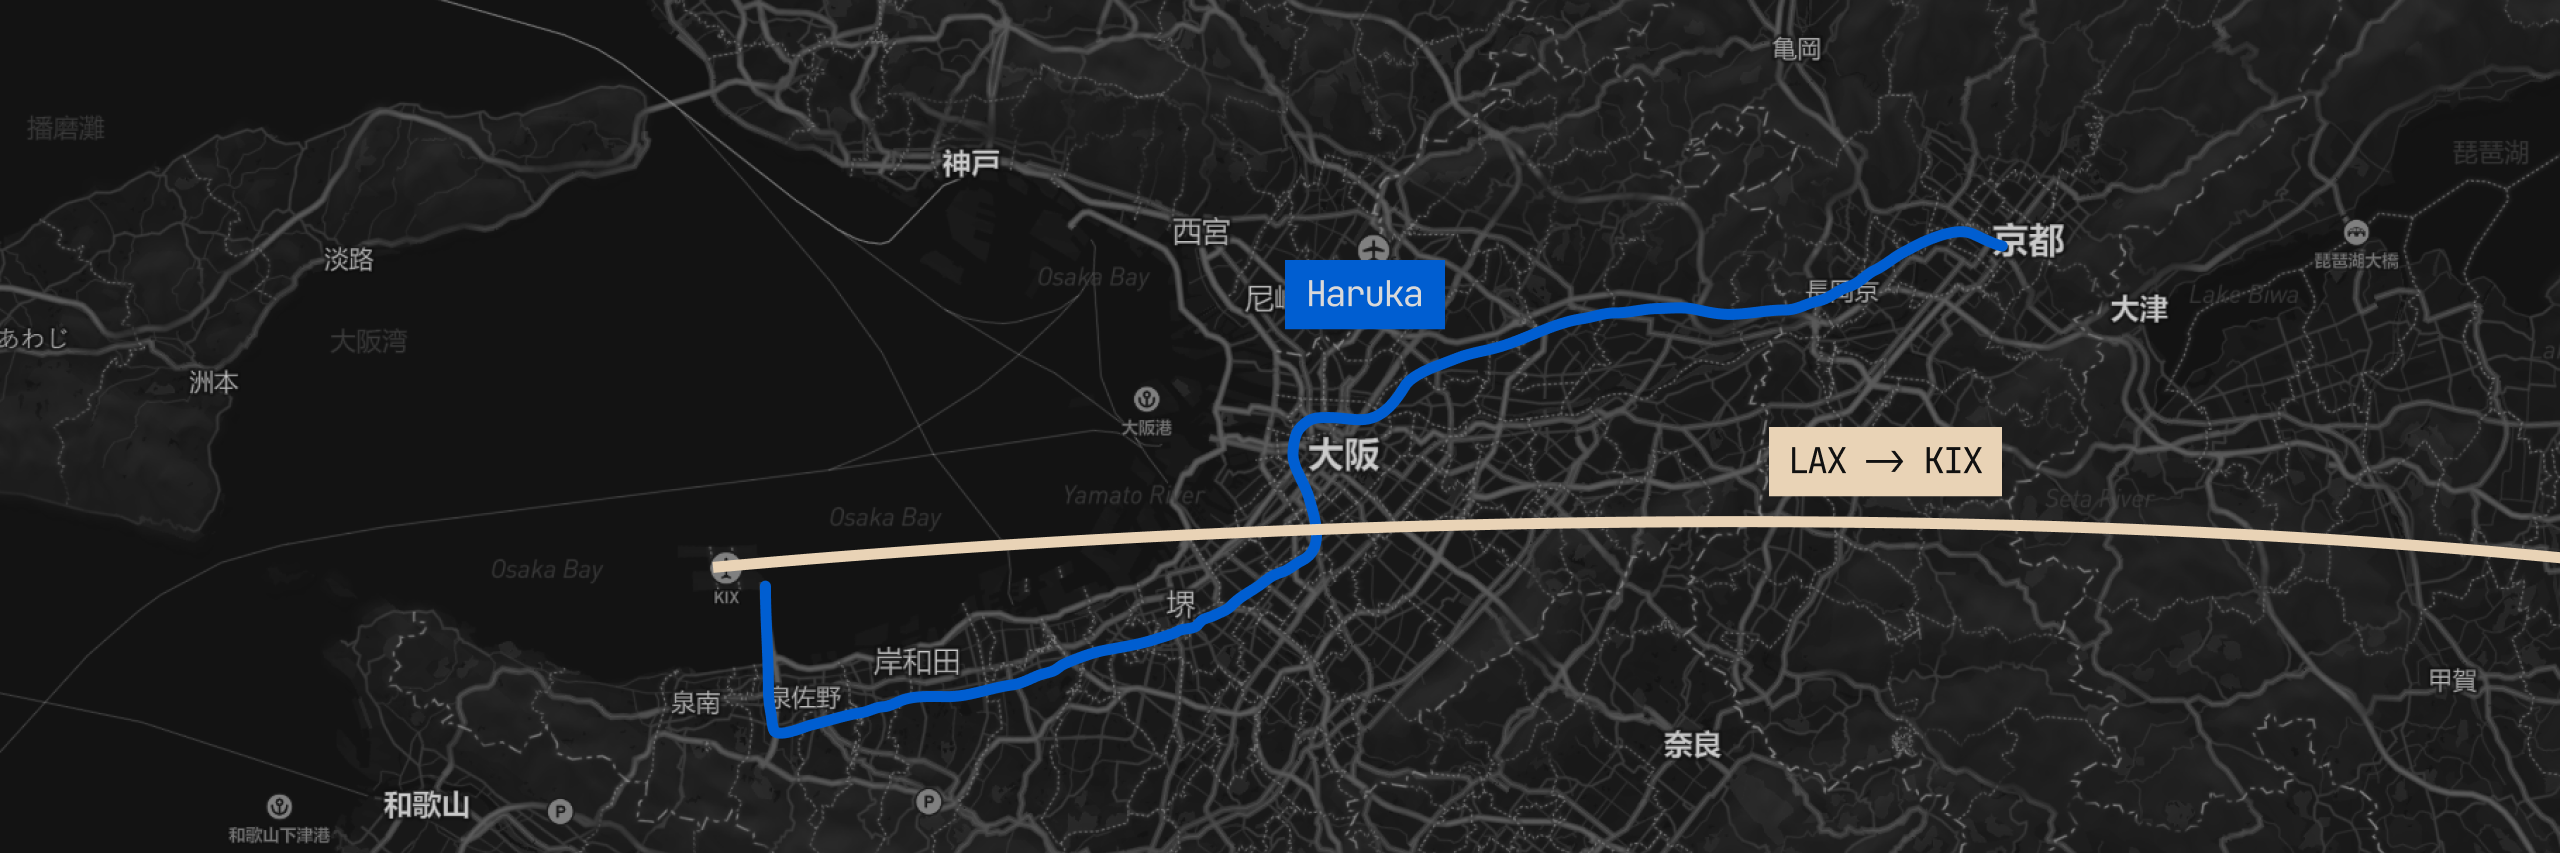 亀岡
播磨灘
琵琶湖
神戸
西宮
京都
淡路
琵琶湖大橋
Osaka Bay
長岡京
Haruka
Lake Biwa
大津
あわじ
大阪湾
洲本
大阪港
大阪
LAX → KIX
Yamato River
Seta River
Osaka Bay
Osaka Bay
KIX
堺
岸和田
泉南
泉佐野
甲賀
奈良
P
P
和歌山
和歌山下津港